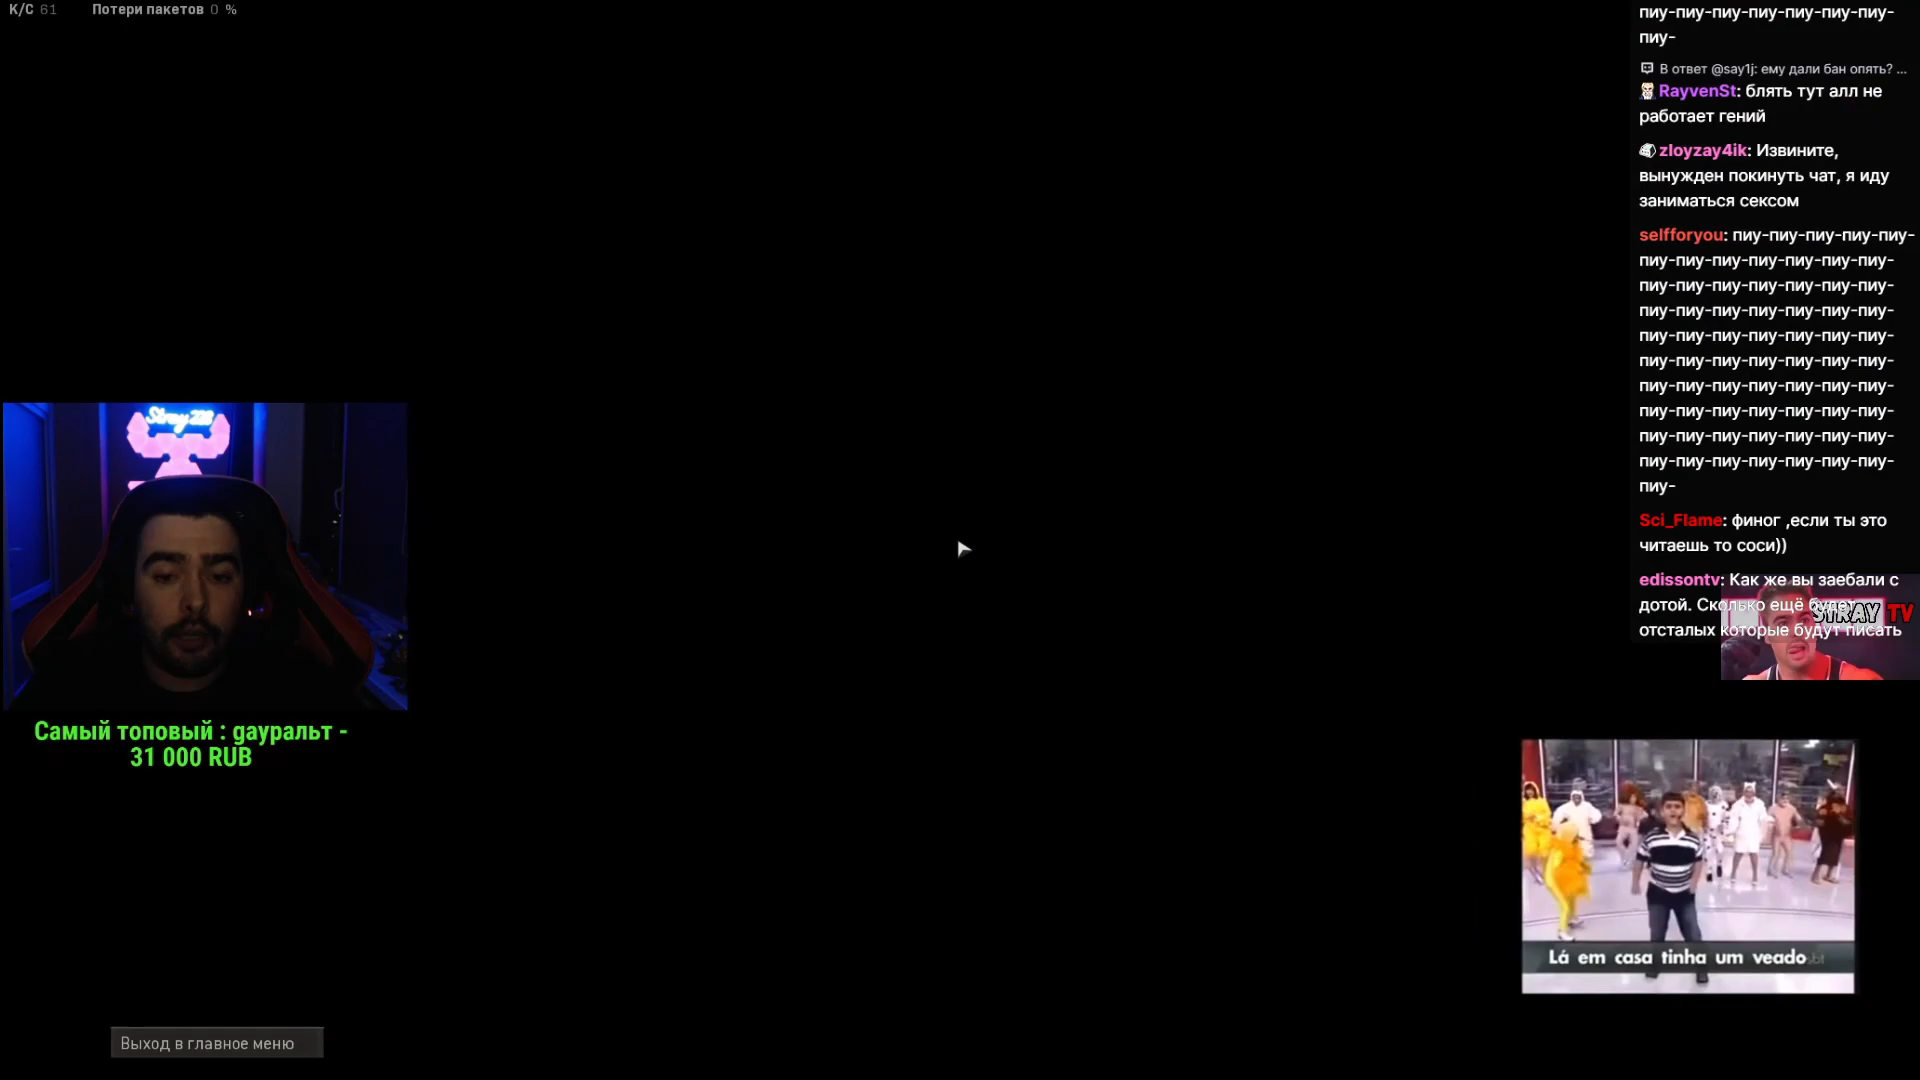 К/С 61 Потери пакетов 0 %
пиу-пиу-пиу-пиу-пиу-пиу-пиу-
пиу-
В ответ @say1j: ему дали бан опять? ...
RayvenSt: блять тут алл не
работает гений
zloyzay4ik: Извините,
вынужден покинуть чат, я иду
заниматься сексом
selfforyou: пиу-пиу-пиу-пиу-пиу-
пиу-пиу-пиу-пиу-пиу-пиу-пиу-
пиу-пиу-пиу-пиу-пиу-пиу-пиу-
пиу-пиу-пиу-пиу-пиу-пиу-пиу-
пиу-пиу-пиу-пиу-пиу-пиу-пиу-
пиу-пиу-пиу-пиу-пиу-пиу-пиу-
пиу-пиу-пиу-пиу-пиу-пиу-пиу-
пиу-пиу-пиу-пиу-пиу-пиу-пиу-
пиу-пиу-пиу-пиу-пиу-пиу-пиу-
пиу-пиу-пиу-пиу-пиу-пиу-пиу-
пиу-
Sci_Flame: финог ,если ты это
читаешь то соси))
edissontv: Как же вы заебали с
дотой. Сколько ещё будет
отсталых которые будут писать
STRAY TV
Stray228
Самый топовый : gауральт -
31 000 RUB
Lá em casa tinha um veado
sbt
Выход в главное меню